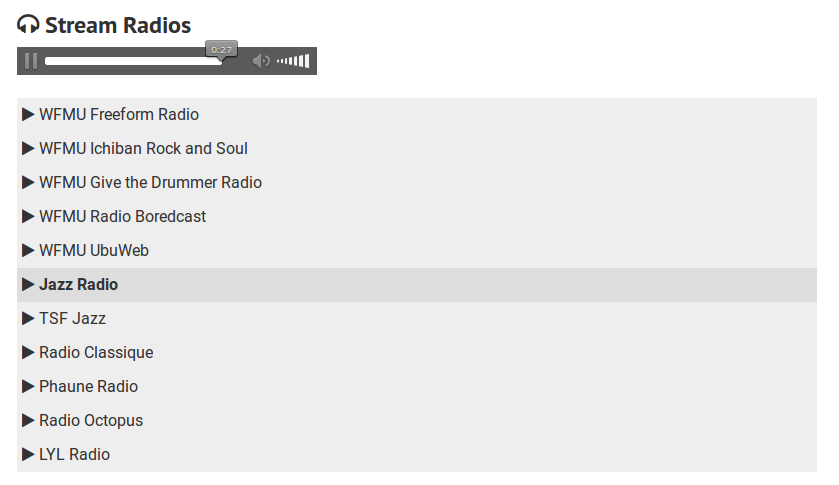 Stream Radios
0:27
WFMU Freeform Radio
WFMU Ichiban Rock and Soul
WFMU Give the Drummer Radio
WFMU Radio Boredcast
WFMU UbuWeb
Jazz Radio
TSF Jazz
Radio Classique
Phaune Radio
Radio Octopus
LYL Radio